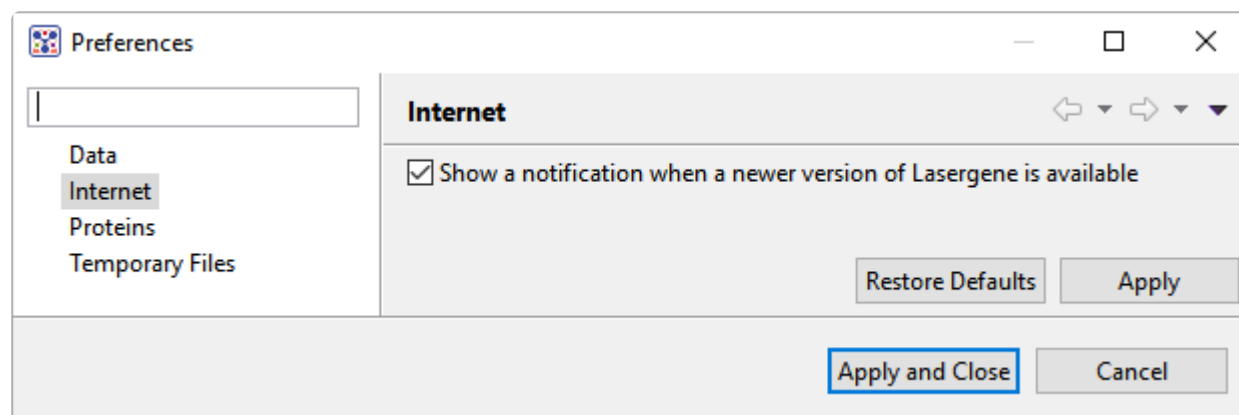 Preferences
Internet
Data
Internet
Proteins
Temporary Files
Show a notification when a newer version of Lasergene is available
Restore Defaults
Apply
Apply and Close
Cancel